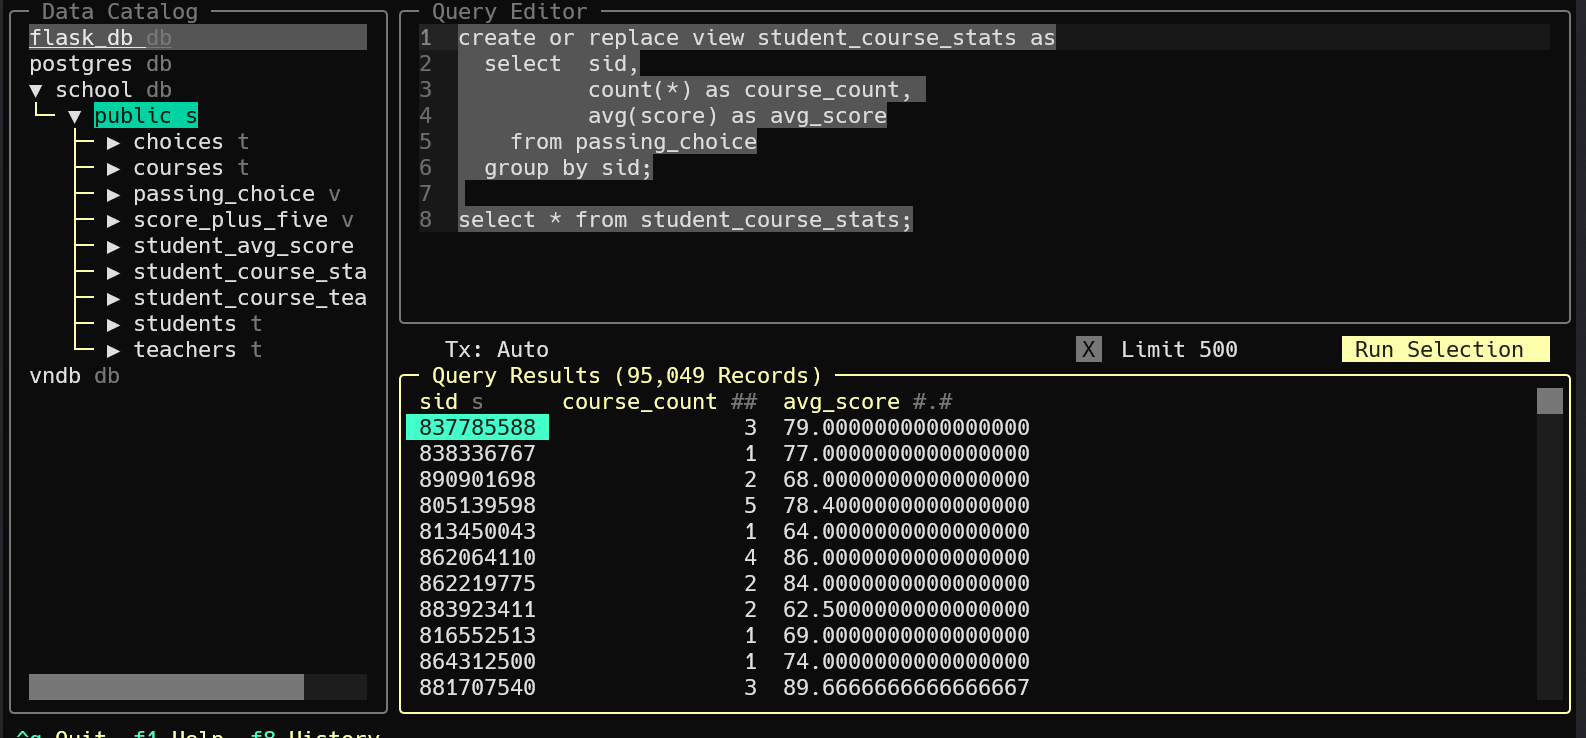 Data Catalog
flask_db db
postgres db
▼ school db
▼ public s
▶ choices t
▶ courses t
▶ passing_choice v
▶ score_plus_five v
▶ student_avg_score
▶ student_course_sta
▶ student_course_tea
▶ students t
▶ teachers t
vndb db
Query Editor
1 create or replace view student_course_stats as
2 select  sid,
3 count(*) as course_count,
4 avg(score) as avg_score
5 from passing_choice
6 group by sid;
7
8 select * from student_course_stats;
Tx: Auto X Limit 500 Run Selection
Query Results (95,049 Records)
sid s course_count ## avg_score #.#
837785588 3 79.0000000000000000
838336767 1 77.0000000000000000
890901698 2 68.0000000000000000
805139598 5 78.4000000000000000
813450043 1 64.0000000000000000
862064110 4 86.0000000000000000
862219775 2 84.0000000000000000
883923411 2 62.5000000000000000
816552513 1 69.0000000000000000
864312500 1 74.0000000000000000
881707540 3 89.6666666666666667
^q Quit f1 Help f8 History